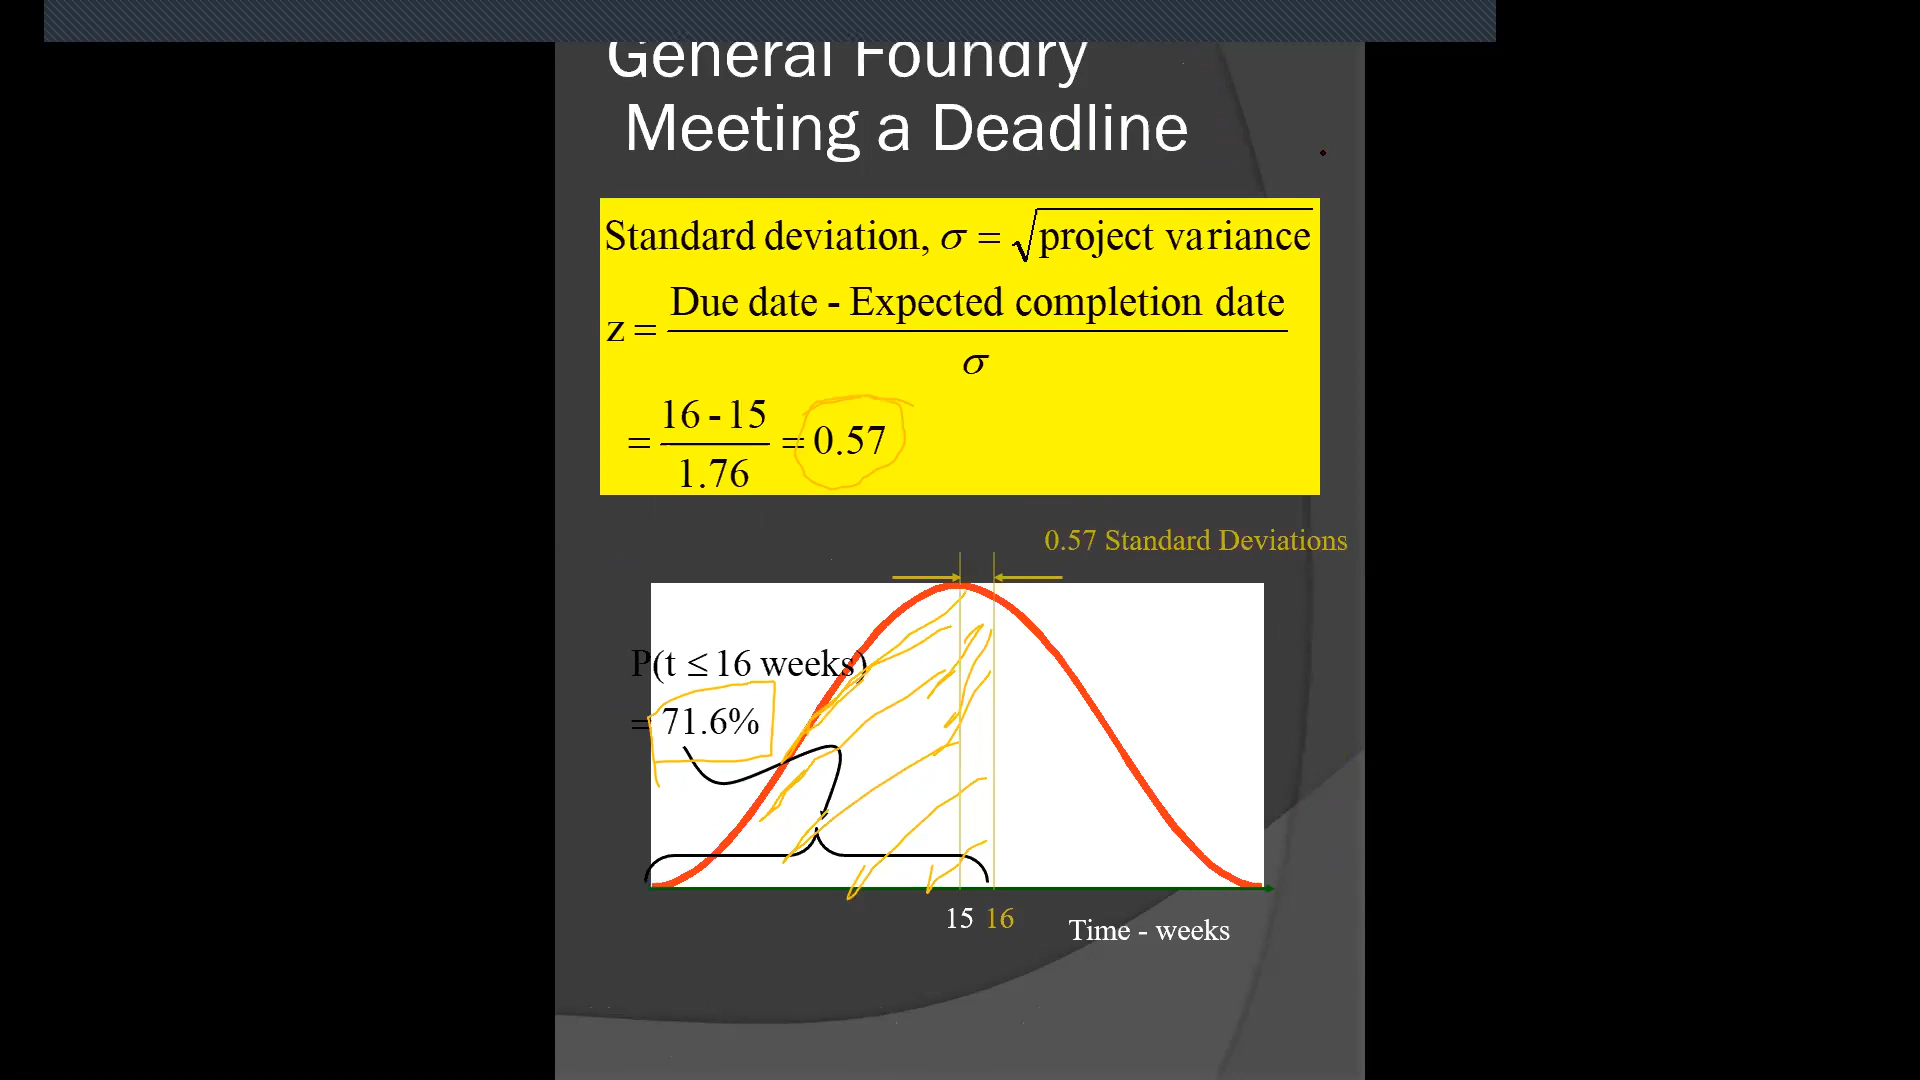 General Foundry
Meeting a Deadline
Standard deviation, σ = √project variance
z = Due date - Expected completion date
σ
= 16 - 15 = 0.57
1.76
0.57 Standard Deviations
P(t ≤ 16 weeks)
= 71.6%
15 16
Time - weeks